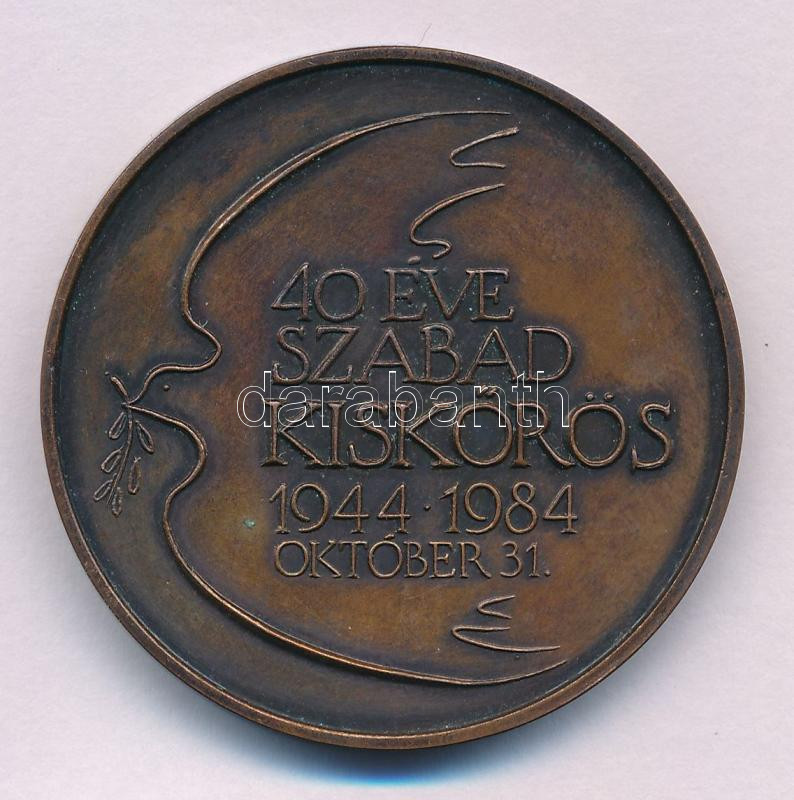 40 ÉVE
SZABAD
darabanth
KISKŐRÖS
1944 · 1984
OKTÓBER 31.